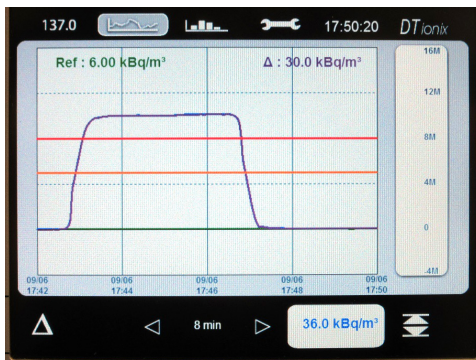 137.0 17:50:20 DTionix
Ref : 6.00 kBq/m³ Δ : 30.0 kBq/m³
16M
12M
8M
4M
0
-4M
09/06 09/06 09/06 09/06 09/06
17:42 17:44 17:46 17:48 17:50
Δ 8 min 36.0 kBq/m³